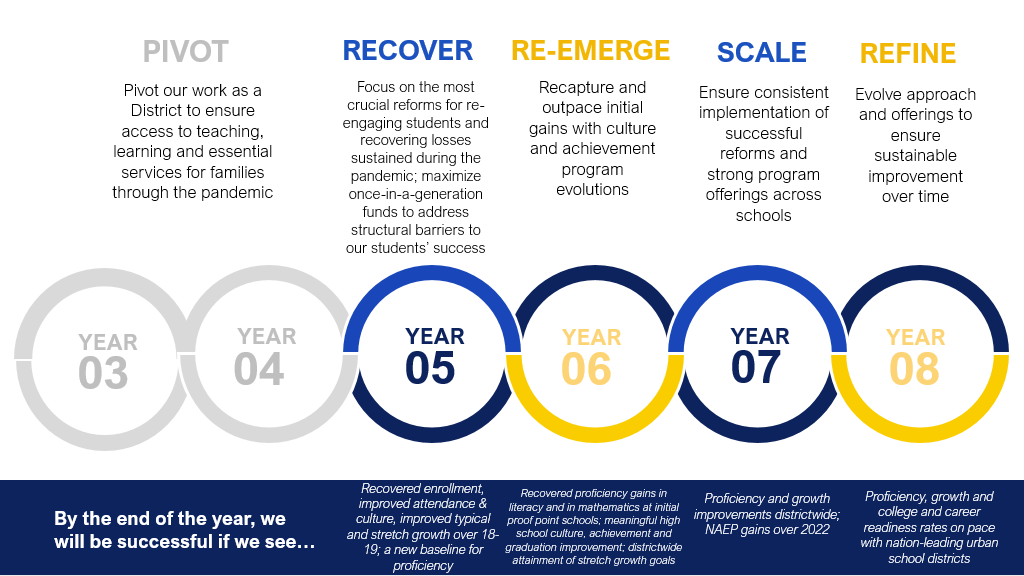 PIVOT
Pivot our work as a
District to ensure
access to teaching,
learning and essential
services for families
through the pandemic
RECOVER
Focus on the most
crucial reforms for re-
engaging students and
recovering losses
sustained during the
pandemic; maximize
once-in-a-generation
funds to address
structural barriers to
our students' success
RE-EMERGE
Recapture and
outpace initial
gains with culture
and achievement
program
evolutions
SCALE
Ensure consistent
implementation of
successful
reforms and
strong program
offerings across
schools
REFINE
Evolve approach
and offerings to
ensure
sustainable
improvement
over time
YEAR
03
YEAR
04
YEAR
05
YEAR
06
YEAR
07
YEAR
08
By the end of the year, we
will be successful if we see…
Recovered enrollment,
improved attendance &
culture, improved typical
and stretch growth over 18-
19; a new baseline for
proficiency
Recovered proficiency gains in
literacy and in mathematics at initial
proof point schools; meaningful high
school culture, achievement and
graduation improvement; districtwide
attainment of stretch growth goals
Proficiency and growth
improvements districtwide;
NAEP gains over 2022
Proficiency, growth and
college and career
readiness rates on pace
with nation-leading urban
school districts